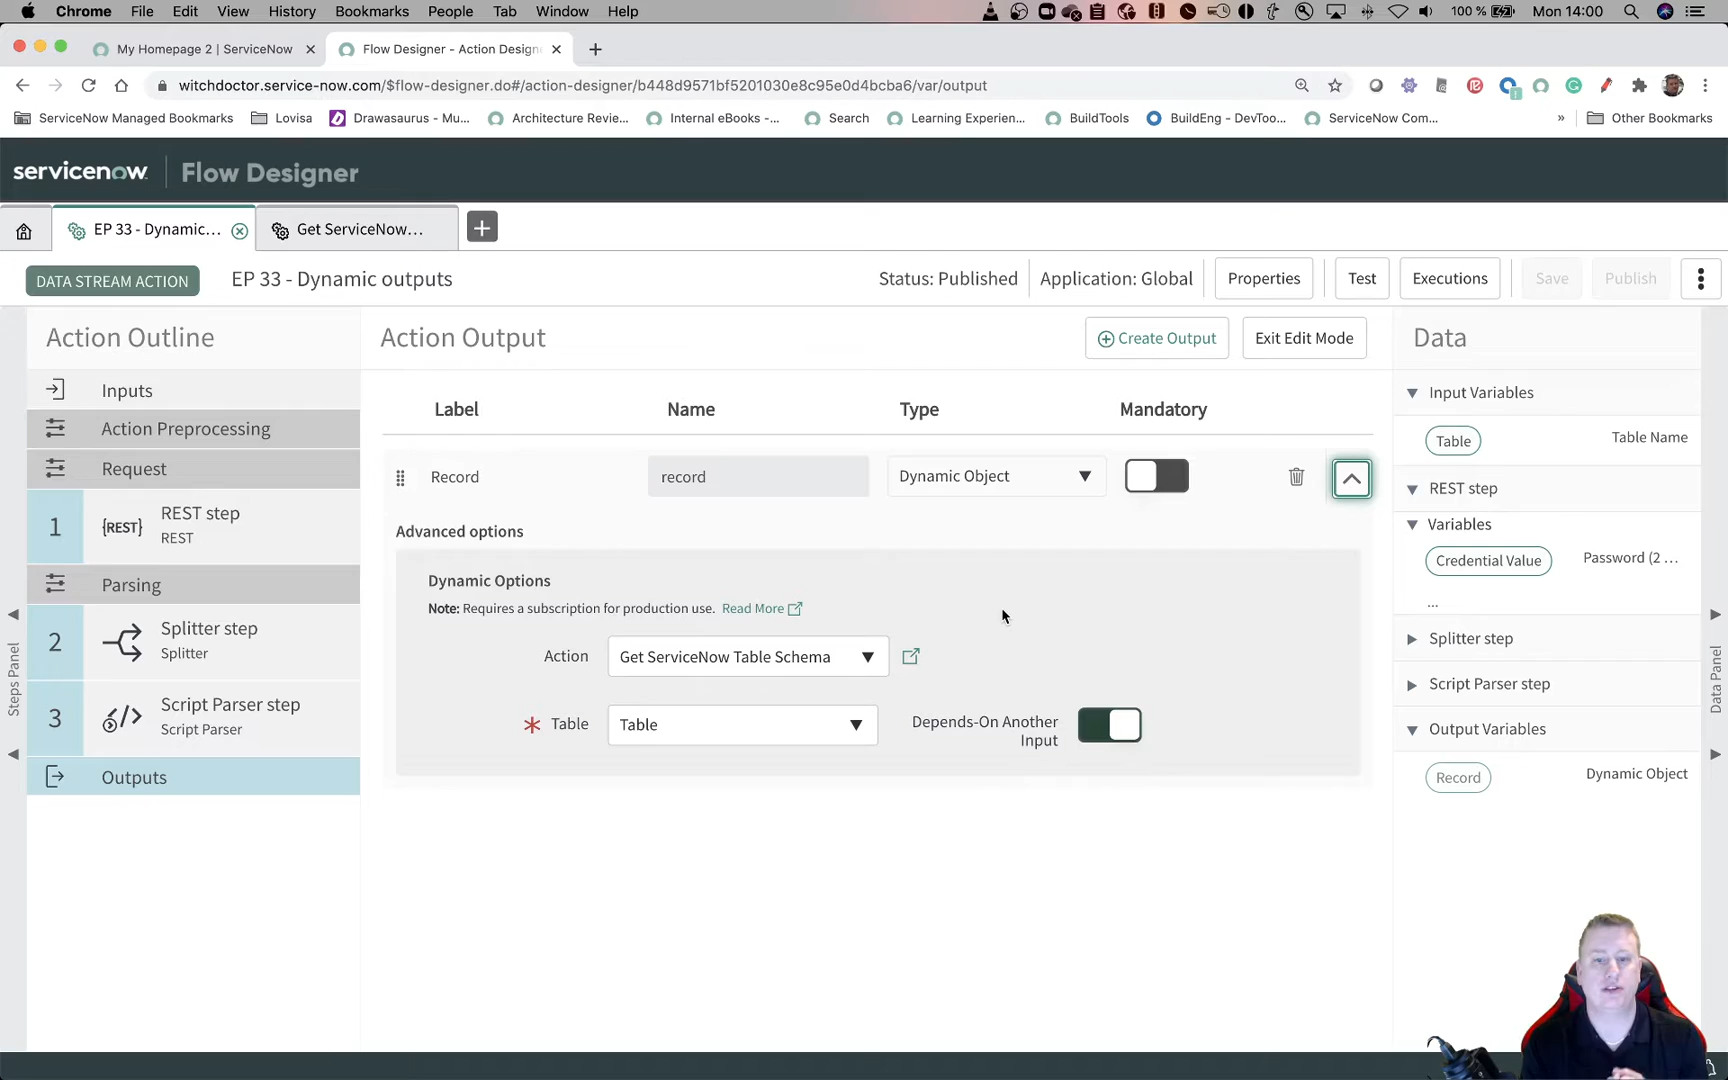 Chrome File Edit View History Bookmarks People Tab Window Help 100 % Mon 14:00
My Homepage 2 | ServiceNow Flow Designer - Action Design
witchdoctor.service-now.com/$flow-designer.do#/action-designer/b448d9571bf5201030e8c95e0d4bcba6/var/output
ServiceNow Managed Bookmarks Lovisa Drawasaurus - Mu... Architecture Revie... Internal eBooks -... Search Learning Experien... BuildTools BuildEng - DevToo... ServiceNow Com... » Other Bookmarks
servicenow Flow Designer
EP 33 - Dynamic... Get ServiceNow...
DATA STREAM ACTION EP 33 - Dynamic outputs Status: Published Application: Global Properties Test Executions Save Publish
Action Outline Action Output Create Output Exit Edit Mode Data
Inputs Label Name Type Mandatory Input Variables
Action Preprocessing Table Table Name
Request Record record Dynamic Object REST step
1 {REST} REST step Advanced options Variables
REST Credential Value Password (2 ...
Parsing Dynamic Options ...
Note: Requires a subscription for production use. Read More
2 Splitter step Splitter step
Splitter Action Get ServiceNow Table Schema
3 Script Parser step Script Parser step
Script Parser * Table Table Depends-On Another Input Output Variables
Outputs Record Dynamic Object
Steps Panel
Data Panel